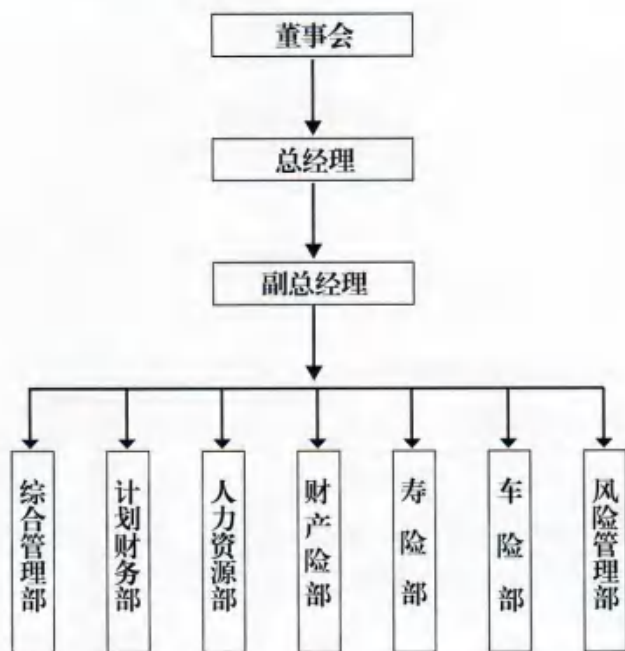 董事会
总经理
副总经理
综合管理部
计划财务部
人力资源部
财产险部
寿险部
车险部
风险管理部